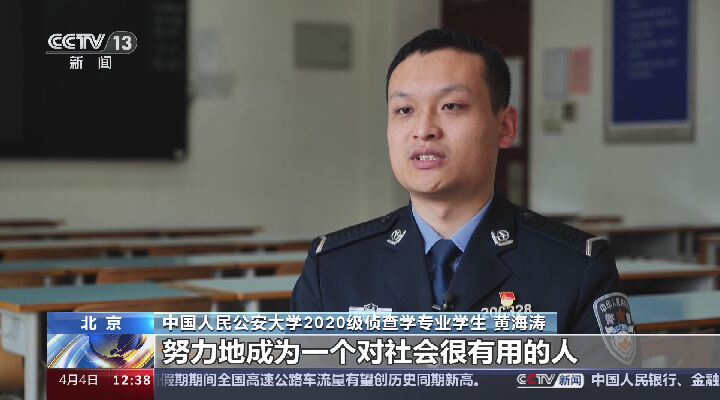 CCTV 13
新闻
200328
北京
中国人民公安大学2020级侦查学专业学生 黄海涛
努力地成为一个对社会很有用的人
4月4日 12:38
假期期间全国高速公路车流量有望创历史同期新高。 CCTV 新闻 中国人民银行、金融